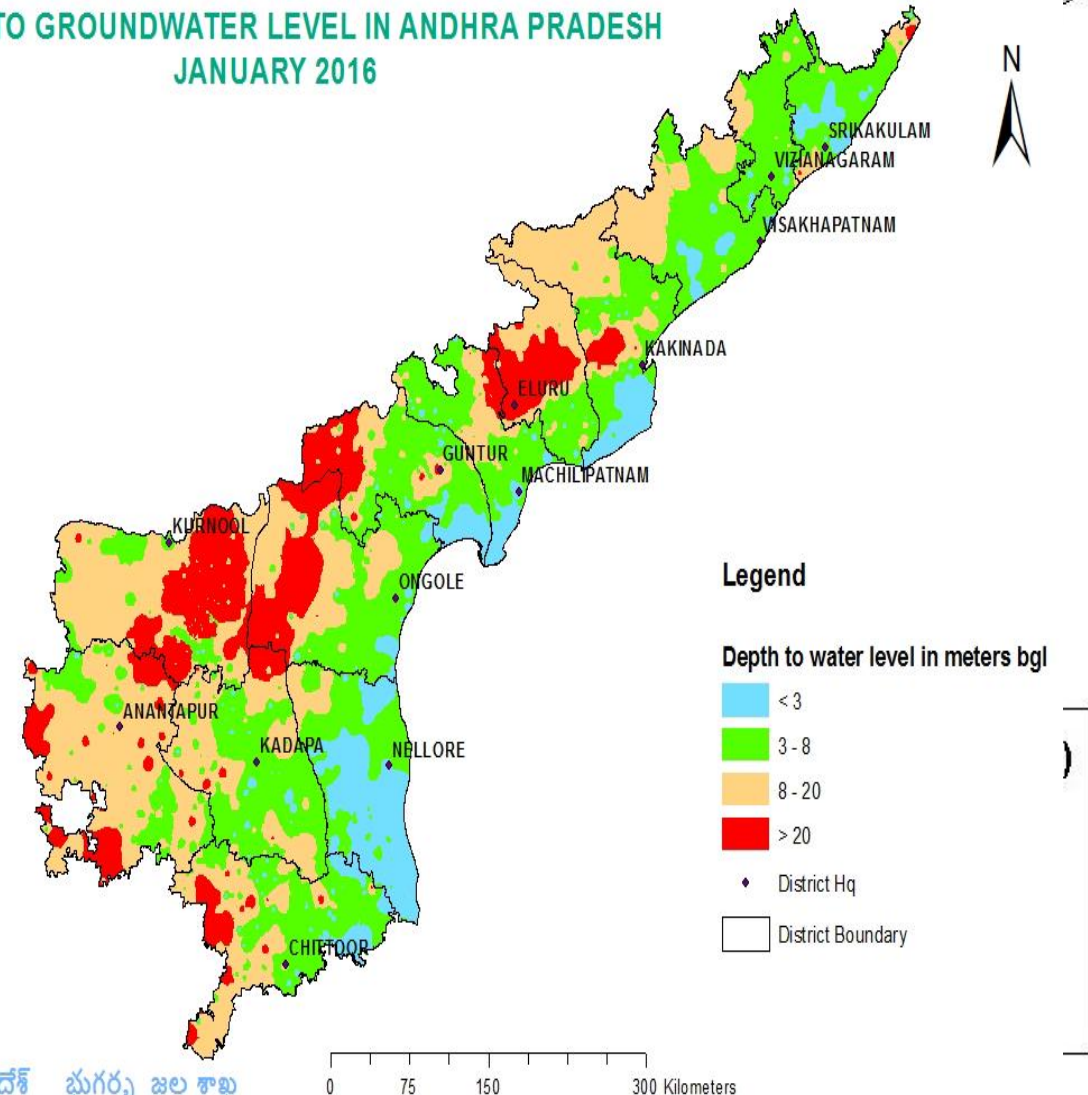 TO GROUNDWATER LEVEL IN ANDHRA PRADESH
JANUARY 2016
N
SRIKAKULAM
VIZIANAGARAM
VISAKHAPATNAM
KAKINADA
ELURU
GUNTUR
MACHILIPATNAM
KURNOOL
ONGOLE
ANANTAPUR
KADAPA
NELLORE
CHITTOOR
Legend
Depth to water level in meters bgl
< 3
3 - 8
8 - 20
> 20
District Hq
District Boundary
భుగర్భ జల శాఖ
0 75 150 300 Kilometers